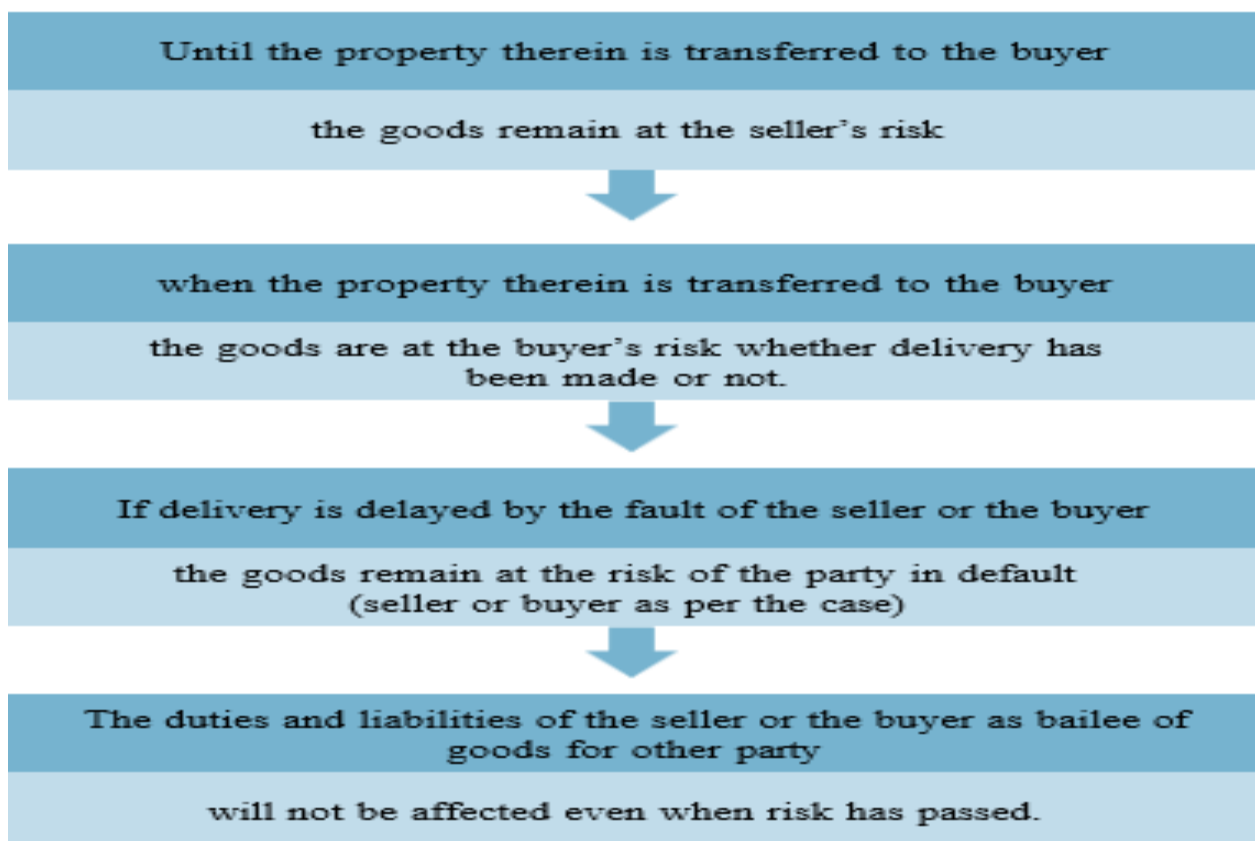 Until the property therein is transferred to the buyer
the goods remain at the seller’s risk
when the property therein is transferred to the buyer
the goods are at the buyer’s risk whether delivery has
been made or not.
If delivery is delayed by the fault of the seller or the buyer
the goods remain at the risk of the party in default
(seller or buyer as per the case)
The duties and liabilities of the seller or the buyer as bailee of
goods for other party
will not be affected even when risk has passed.